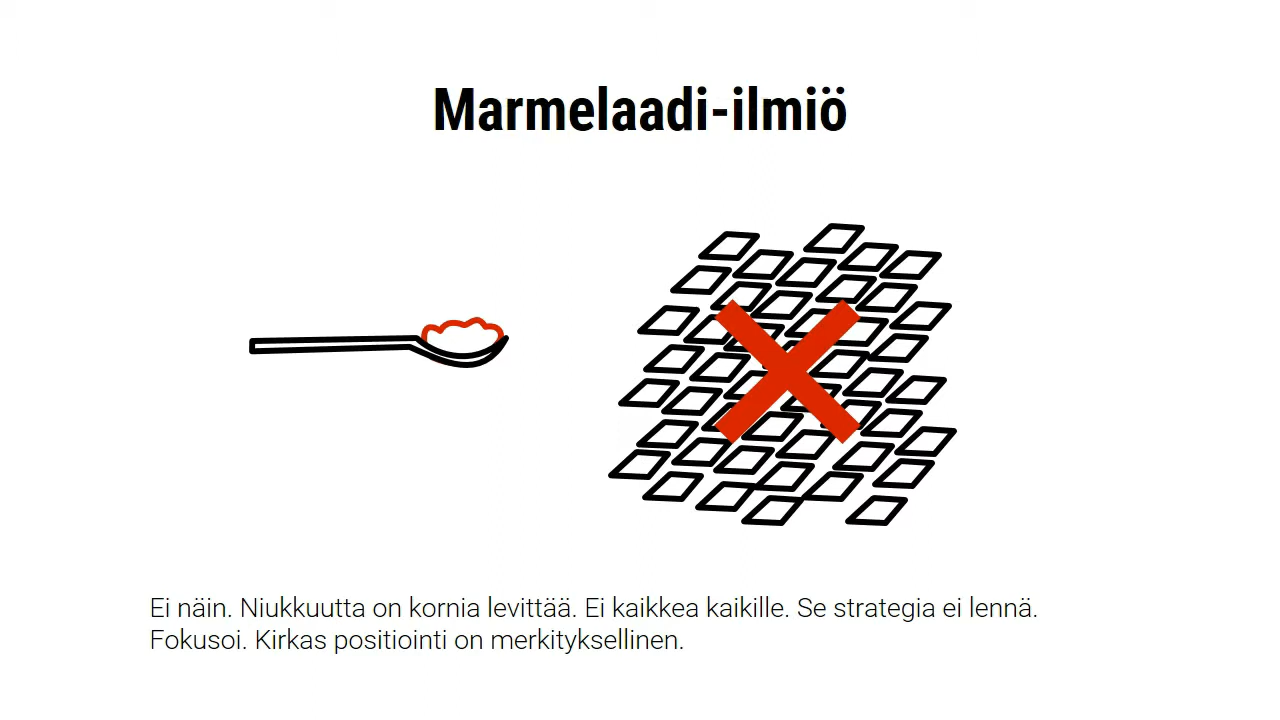 Marmelaadi-ilmiö
Ei näin. Niukkuutta on kornia levittää. Ei kaikkea kaikille. Se strategia ei lennä.
Fokusoi. Kirkas positiointi on merkityksellinen.